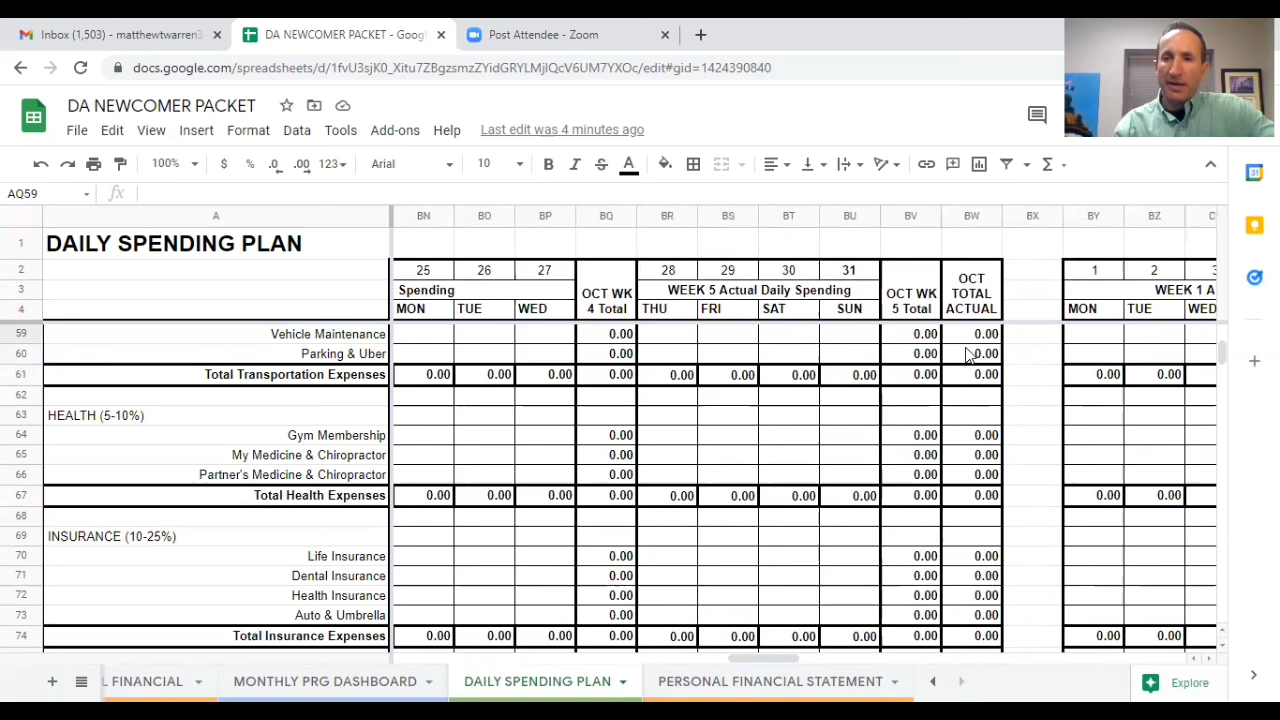 Inbox (1,503) - matthewtwarren3
DA NEWCOMER PACKET - Goog
Post Attendee - Zoom
docs.google.com/spreadsheets/d/1fvU3sjK0_Xitu7ZBgzsmzZYidGRYLMjlQcV6UM7YXOc/edit#gid=1424390840
DA NEWCOMER PACKET
File Edit View Insert Format Data Tools Add-ons Help Last edit was 4 minutes ago
100% $ % .0 .00 123 Arial 10 B I S A
AQ59 fx
A BN BO BP BQ BR BS BT BU BV BW BX BY BZ
1 DAILY SPENDING PLAN
2 25 26 27 28 29 30 31 OCT 1 2
3 Spending OCT WK WEEK 5 Actual Daily Spending OCT WK TOTAL WEEK 1 A
4 MON TUE WED 4 Total THU FRI SAT SUN 5 Total ACTUAL MON TUE WED
59 Vehicle Maintenance 0.00 0.00 0.00
60 Parking & Uber 0.00 0.00 0.00
61 Total Transportation Expenses 0.00 0.00 0.00 0.00 0.00 0.00 0.00 0.00 0.00 0.00 0.00 0.00
62
63 HEALTH (5-10%)
64 Gym Membership 0.00 0.00 0.00
65 My Medicine & Chiropractor 0.00 0.00 0.00
66 Partner's Medicine & Chiropractor 0.00 0.00 0.00
67 Total Health Expenses 0.00 0.00 0.00 0.00 0.00 0.00 0.00 0.00 0.00 0.00 0.00 0.00
68
69 INSURANCE (10-25%)
70 Life Insurance 0.00 0.00 0.00
71 Dental Insurance 0.00 0.00 0.00
72 Health Insurance 0.00 0.00 0.00
73 Auto & Umbrella 0.00 0.00 0.00
74 Total Insurance Expenses 0.00 0.00 0.00 0.00 0.00 0.00 0.00 0.00 0.00 0.00 0.00 0.00
L FINANCIAL MONTHLY PRG DASHBOARD DAILY SPENDING PLAN PERSONAL FINANCIAL STATEMENT Explore